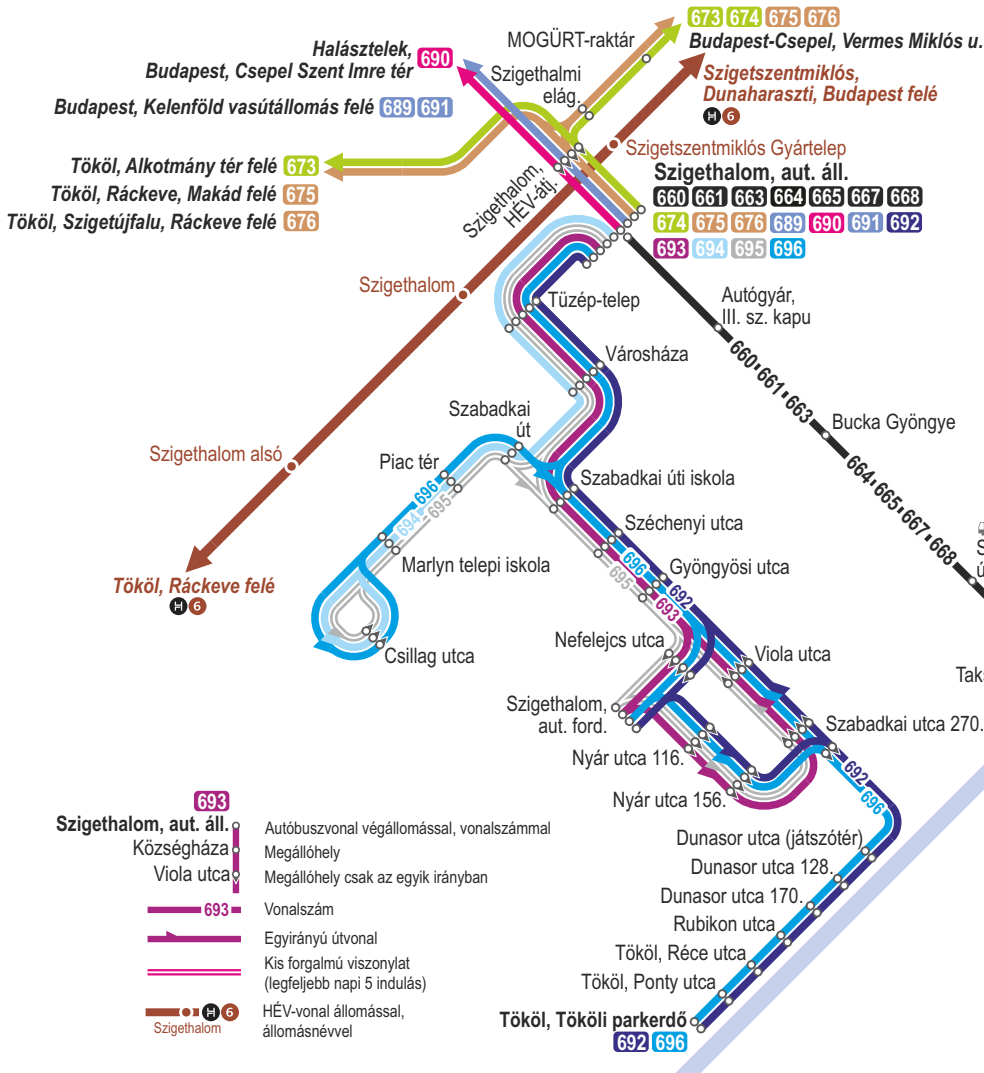 673 674 675 676
Budapest-Csepel, Vermes Miklós u.
MOGÜRT-raktár
Halásztelek,
Budapest, Csepel Szent Imre tér 690
Budapest, Kelenföld vasútállomás felé 689 691
Szigethalmi
elág.
Szigetszentmiklós,
Dunaharaszti, Budapest felé
H 6
Tököl, Alkotmány tér felé 673
Tököl, Ráckeve, Makád felé 675
Tököl, Szigetújfalu, Ráckeve felé 676
Szigethalom,
HÉV-átj.
Szigetszentmiklós Gyártelep
Szigethalom, aut. áll.
660 661 663 664 665 667 668
674 675 676 689 690 691 692
693 694 695 696
Szigethalom
Tüzép-telep
Autógyár,
III. sz. kapu
660 661 663
Városháza
Szabadkai
út
Bucka Gyöngye
664 665 667 668
Szigethalom alsó
Piac tér
Szabadkai úti iskola
696
694
695
Széchenyi utca
Marlyn telepi iskola
Gyöngyösi utca
696
695
693
692
Tököl, Ráckeve felé
H 6
Csillag utca
Nefelejcs utca
Viola utca
Taks
Szigethalom,
aut. ford.
Szabadkai utca 270.
Nyár utca 116.
Nyár utca 156.
692
696
693
Szigethalom, aut. áll.
Autóbuszvonal végállomással, vonalszámmal
Községháza
Megállóhely
Viola utca
Megállóhely csak az egyik irányban
693
Vonalszám
Egyirányú útvonal
Kis forgalmú viszonylat
(legfeljebb napi 5 indulás)
H 6
Szigethalom
HÉV-vonal állomással,
állomásnévvel
Dunasor utca (játszótér)
Dunasor utca 128.
Dunasor utca 170.
Rubikon utca
Tököl, Réce utca
Tököl, Ponty utca
Tököl, Tököli parkerdő
692 696